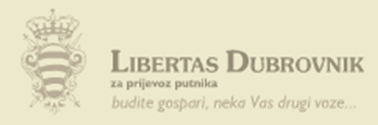 LIBERTAS DUBROVNIK
za prijevoz putnika
budite gospari, neka Vas drugi voze...